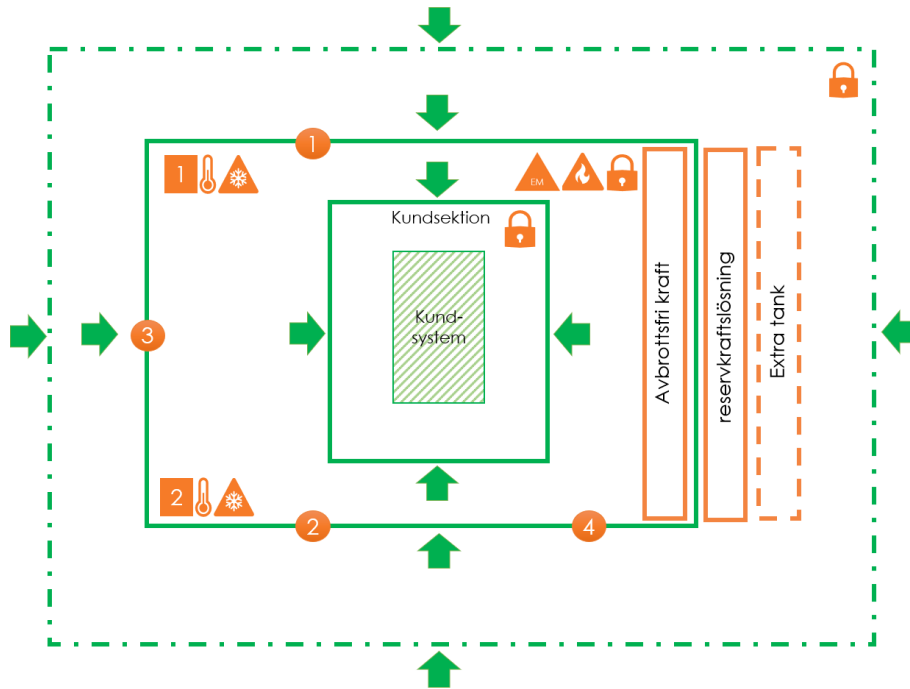 1
1
EM
Kundsektion
Kund-
system
3
Avbrottsfri kraft
reservkraftslösning
Extra tank
2
2
4